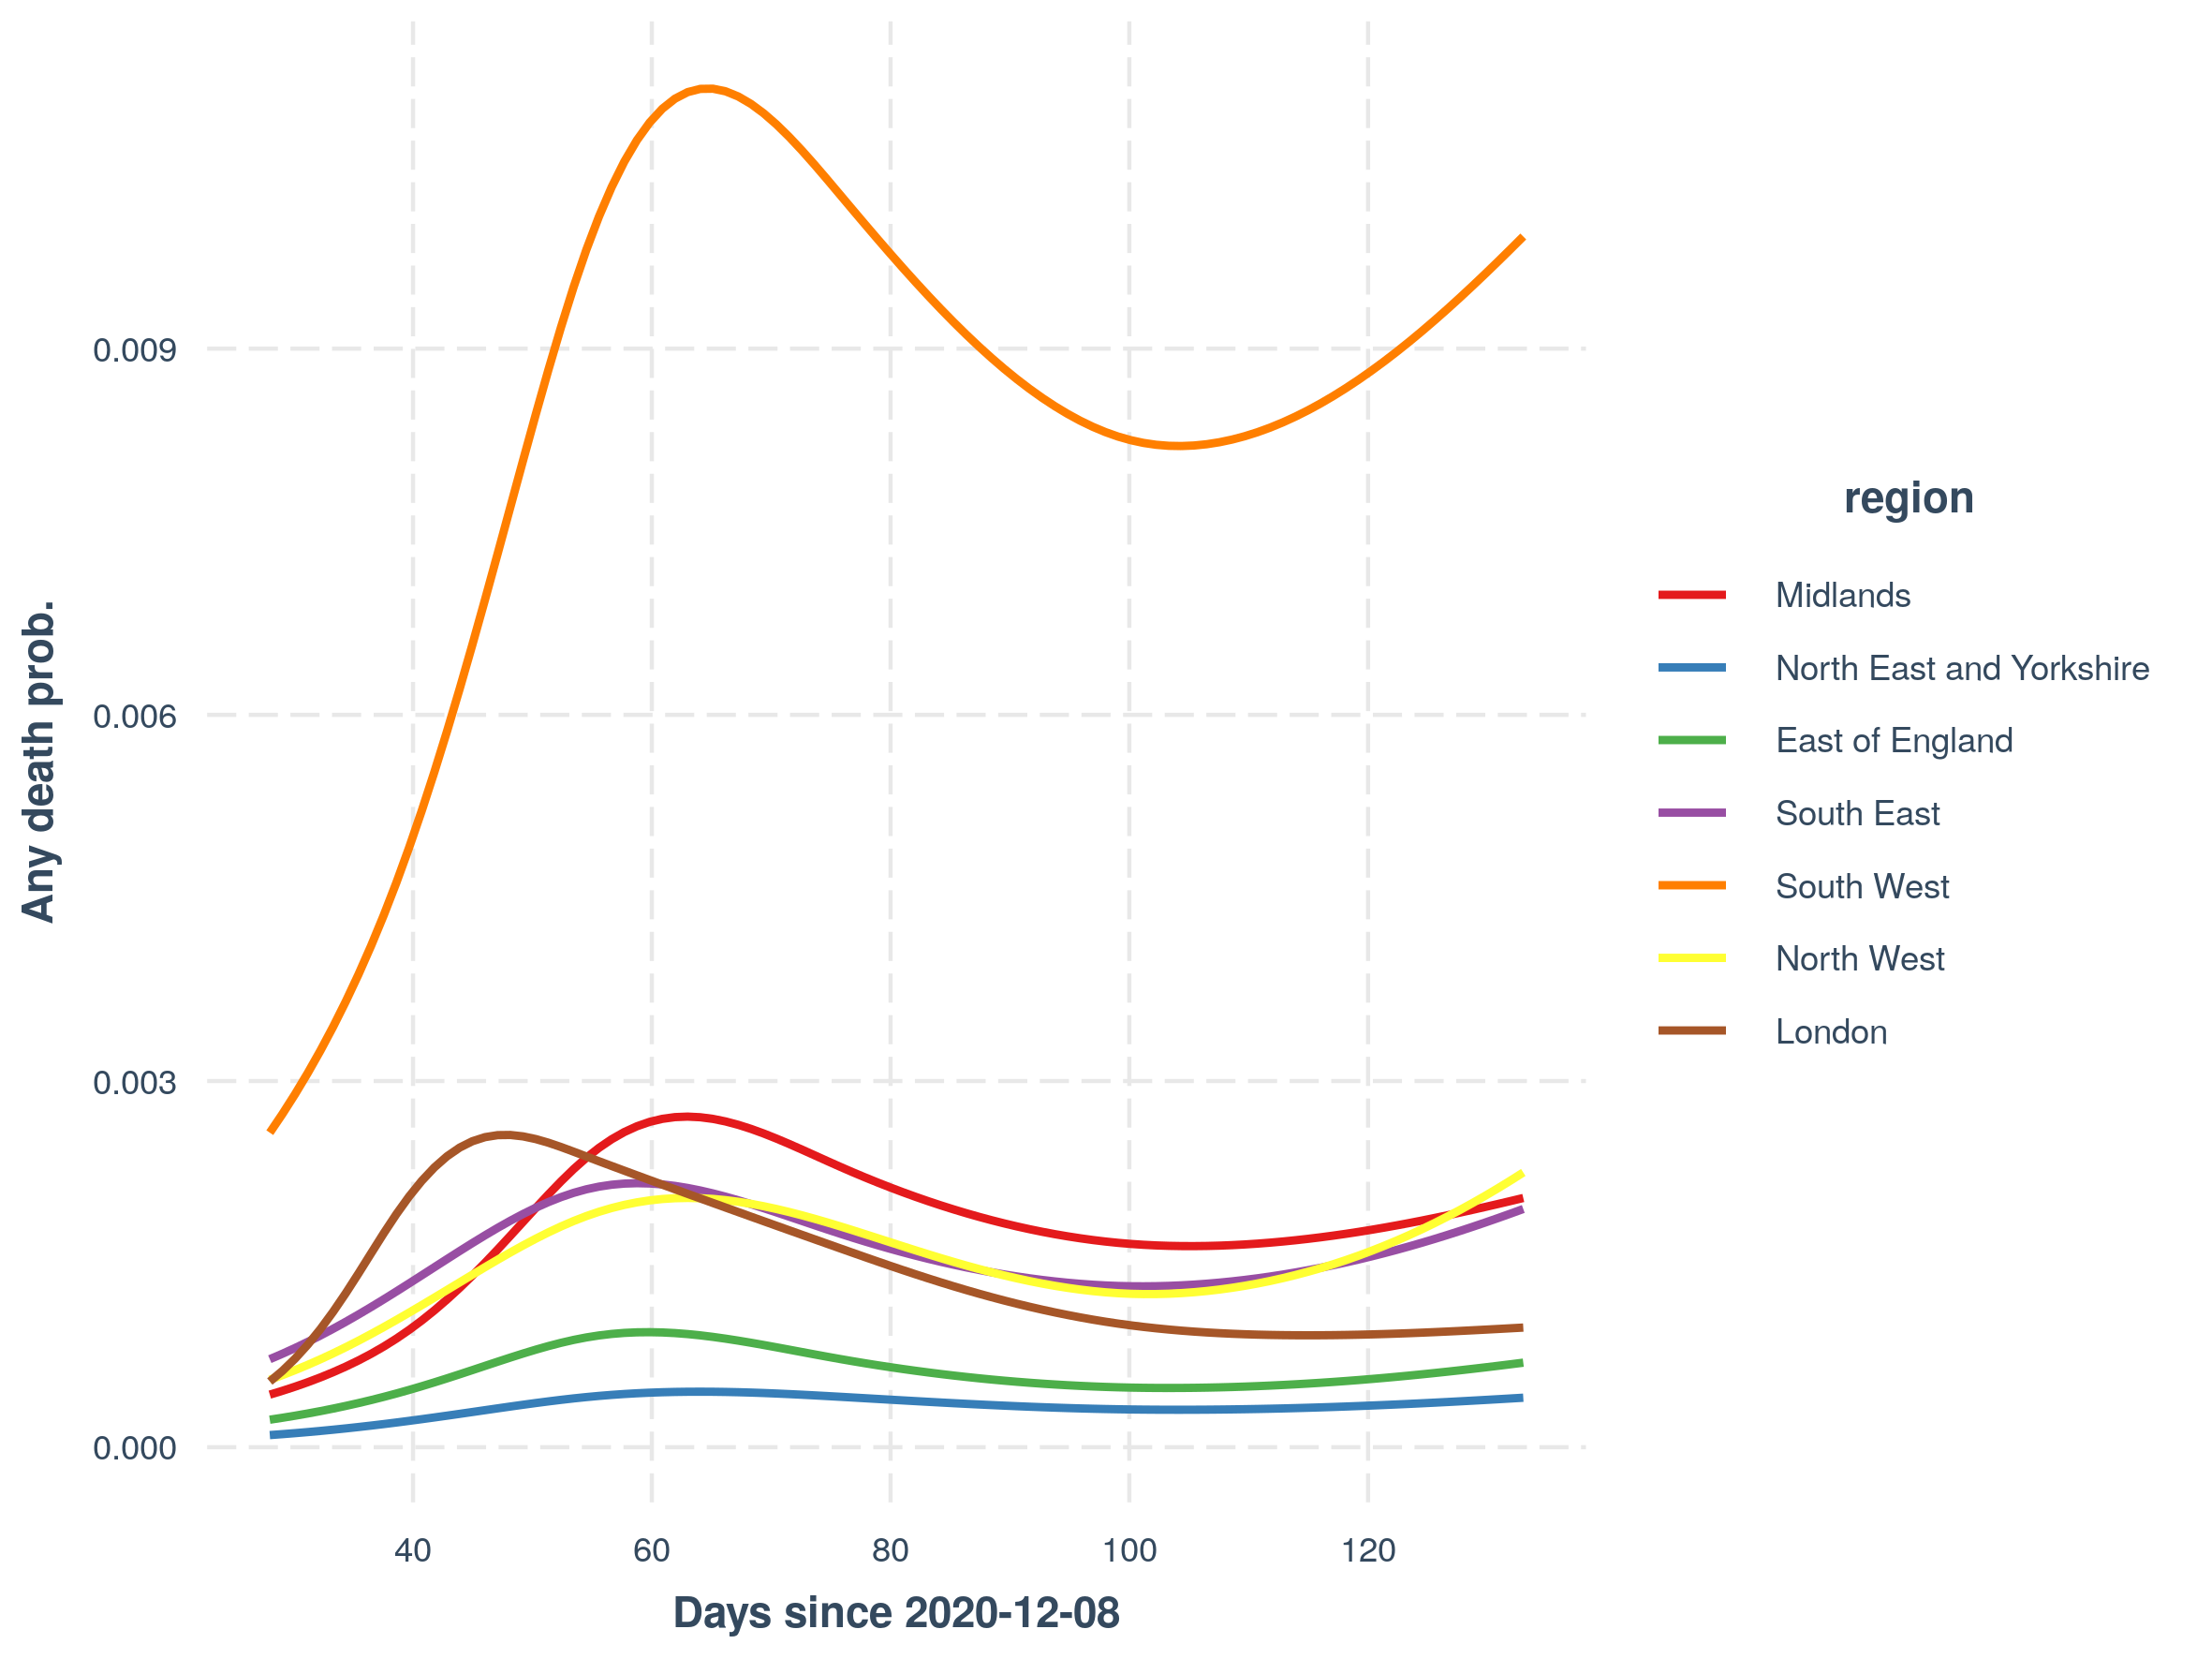 Any death prob.
0.009
0.006
0.003
0.000
40
60
80
100
120
Days since 2020-12-08
region
Midlands
North East and Yorkshire
East of England
South East
South West
North West
London